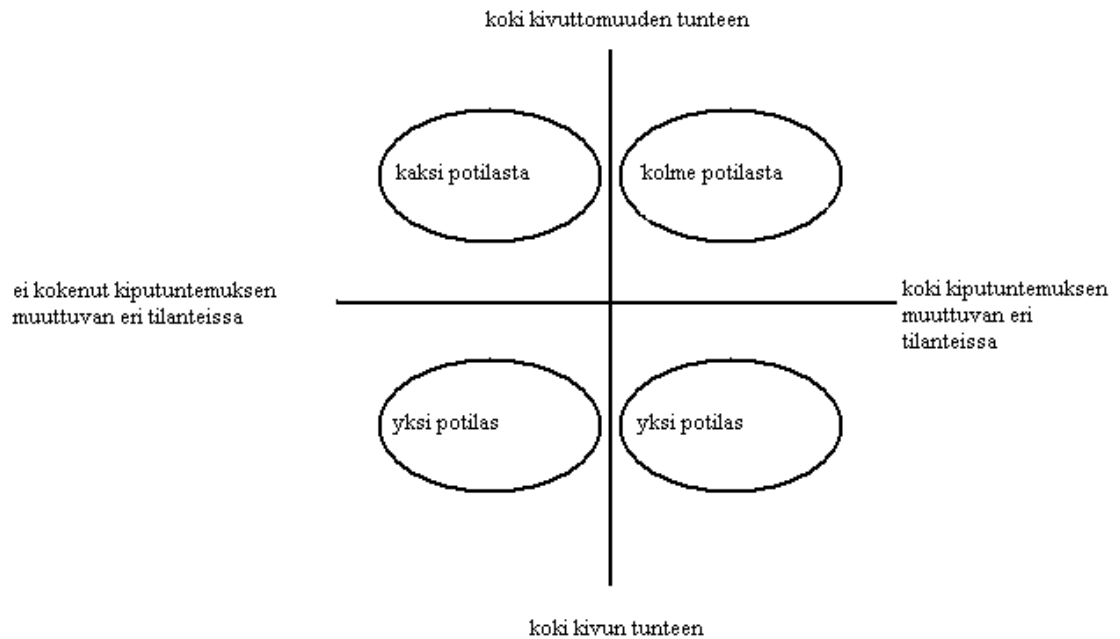 koki kivuttomuuden tunteen
kaksi potilasta
kolme potilasta
ei kokenut kiputuntemuksen
muuttuvan eri tilanteissa
koki kiputuntemuksen
muuttuvan eri
tilanteissa
yksi potilas
yksi potilas
koki kivun tunteen